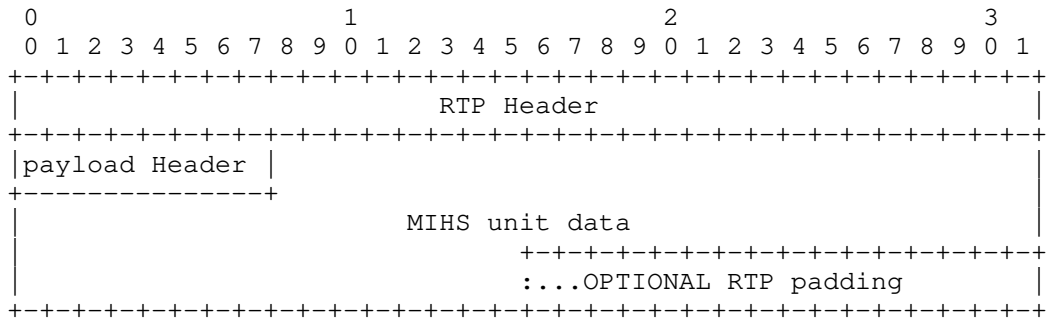 0                   1                   2                   3
 0 1 2 3 4 5 6 7 8 9 0 1 2 3 4 5 6 7 8 9 0 1 2 3 4 5 6 7 8 9 0 1
+-+-+-+-+-+-+-+-+-+-+-+-+-+-+-+-+-+-+-+-+-+-+-+-+-+-+-+-+-+-+-+-+
|                          RTP Header                           |
+-+-+-+-+-+-+-+-+-+-+-+-+-+-+-+-+-+-+-+-+-+-+-+-+-+-+-+-+-+-+-+-+
|payload Header |                                               |
+---------------+                                               |
|                        MIHS unit data                         |
|                               +-+-+-+-+-+-+-+-+-+-+-+-+-+-+-+-+
|                               :...OPTIONAL RTP padding        |
+-+-+-+-+-+-+-+-+-+-+-+-+-+-+-+-+-+-+-+-+-+-+-+-+-+-+-+-+-+-+-+-+